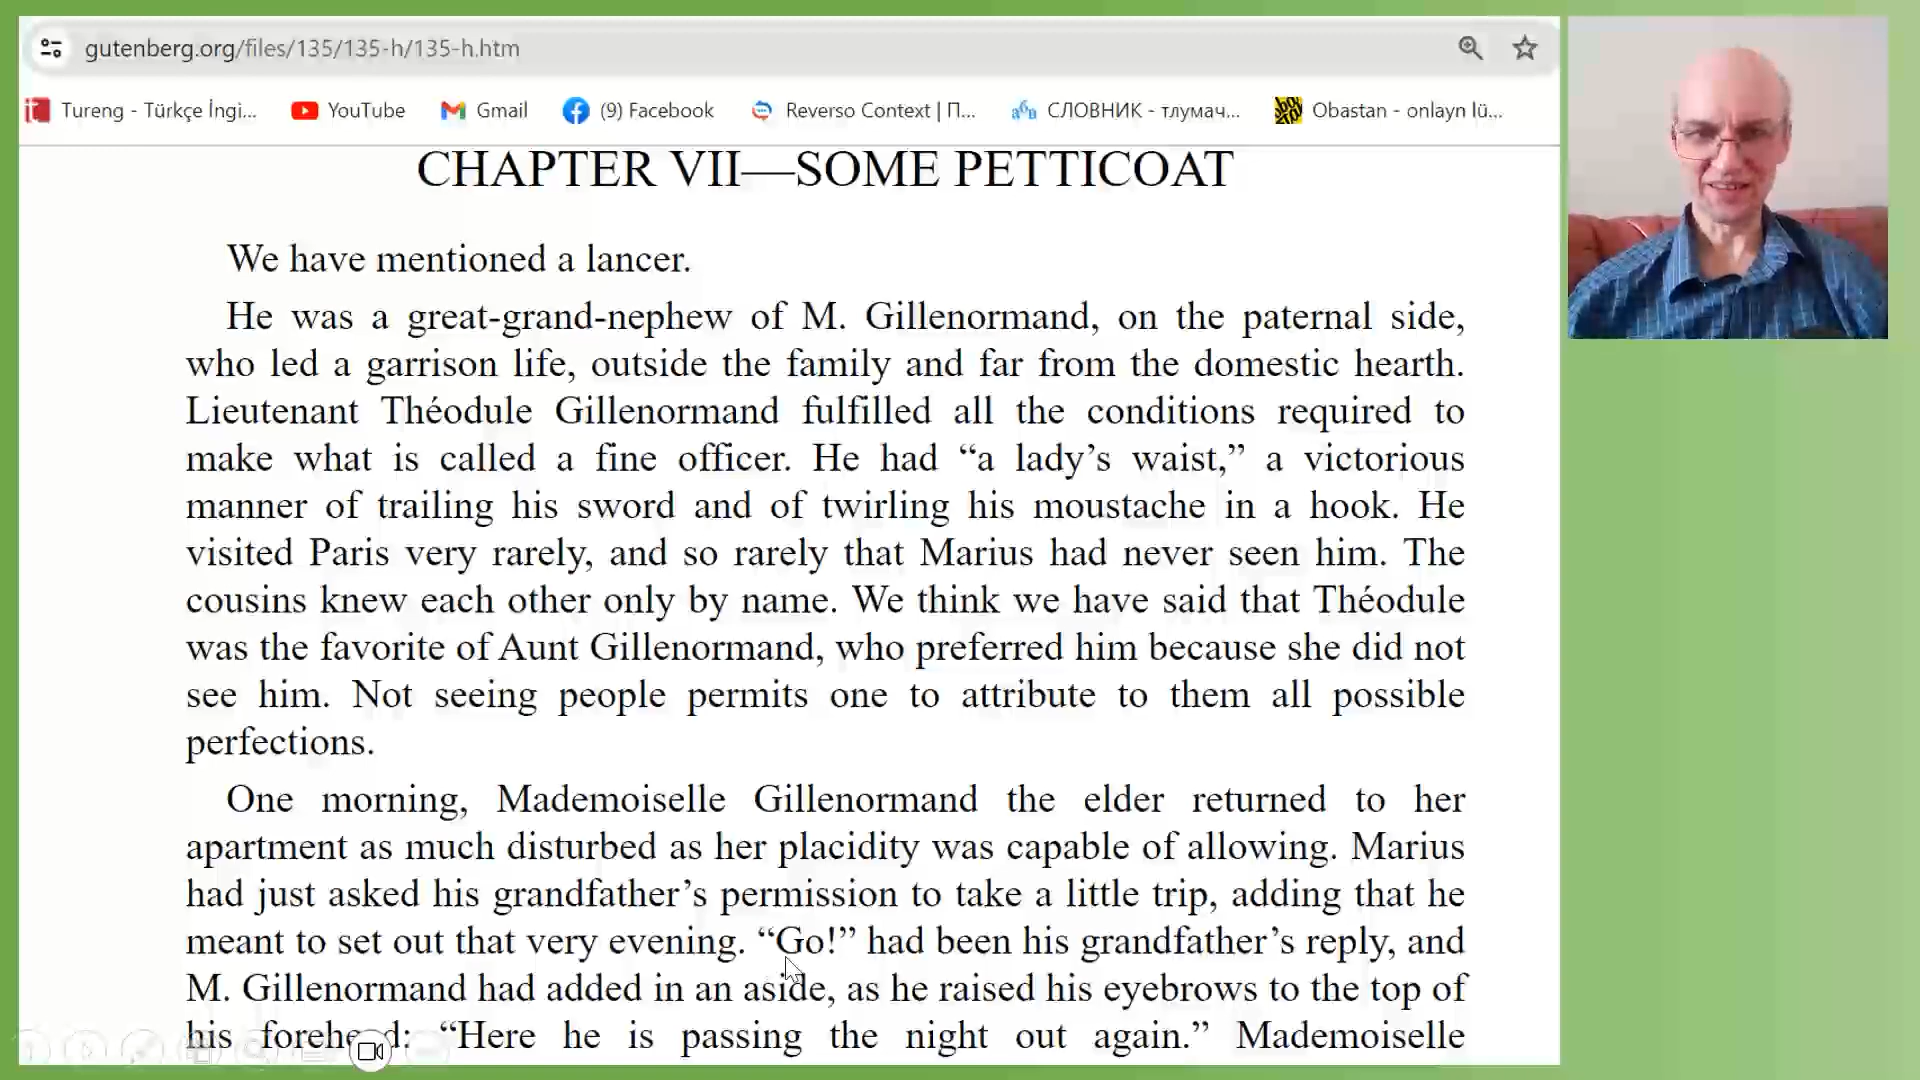 gutenberg.org/files/135/135-h/135-h.htm
Tureng - Türkçe İngi... YouTube Gmail (9) Facebook Reverso Context | П... абв СЛОВНИК - тлумач... Obastan - onlayn lü...
CHAPTER VII—SOME PETTICOAT
We have mentioned a lancer.
He was a great-grand-nephew of M. Gillenormand, on the paternal side,
who led a garrison life, outside the family and far from the domestic hearth.
Lieutenant Théodule Gillenormand fulfilled all the conditions required to
make what is called a fine officer. He had “a lady’s waist,” a victorious
manner of trailing his sword and of twirling his moustache in a hook. He
visited Paris very rarely, and so rarely that Marius had never seen him. The
cousins knew each other only by name. We think we have said that Théodule
was the favorite of Aunt Gillenormand, who preferred him because she did not
see him. Not seeing people permits one to attribute to them all possible
perfections.
One morning, Mademoiselle Gillenormand the elder returned to her
apartment as much disturbed as her placidity was capable of allowing. Marius
had just asked his grandfather’s permission to take a little trip, adding that he
meant to set out that very evening. “Go!” had been his grandfather’s reply, and
M. Gillenormand had added in an aside, as he raised his eyebrows to the top of
his forehead: “Here he is passing the night out again.” Mademoiselle